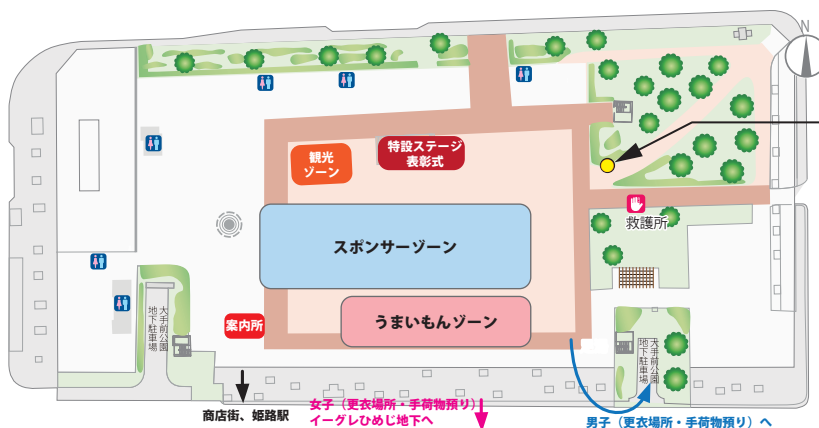 N
観光
ゾーン
特設ステージ
表彰式
救護所
スポンサーゾーン
うまいもんゾーン
案内所
大手前公園
地下駐車場
大手前公園
地下駐車場
商店街、姫路駅
女子（更衣場所・手荷物預り）
イーグレひめじ地下へ
男子（更衣場所・手荷物預り）へ